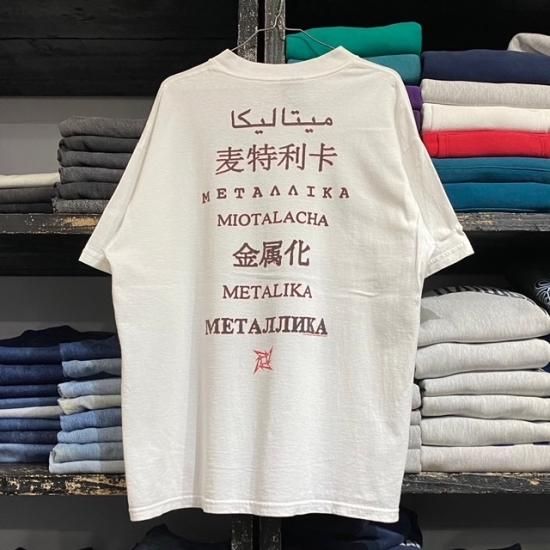 ميتاليكا
麦特利卡
ΜΕΤΑΛΛΙΚΑ
MIOTALACHA
金属化
METALIKA
МЕТАЛЛИКА